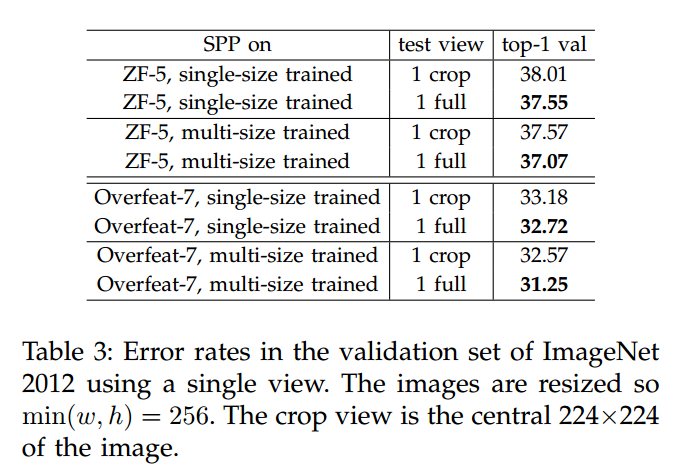 SPP on test view top-1 val
ZF-5, single-size trained 1 crop 38.01
ZF-5, single-size trained 1 full 37.55
ZF-5, multi-size trained 1 crop 37.57
ZF-5, multi-size trained 1 full 37.07
Overfeat-7, single-size trained 1 crop 33.18
Overfeat-7, single-size trained 1 full 32.72
Overfeat-7, multi-size trained 1 crop 32.57
Overfeat-7, multi-size trained 1 full 31.25
Table 3: Error rates in the validation set of ImageNet
2012 using a single view. The images are resized so
min(w, h) = 256. The crop view is the central 224×224
of the image.